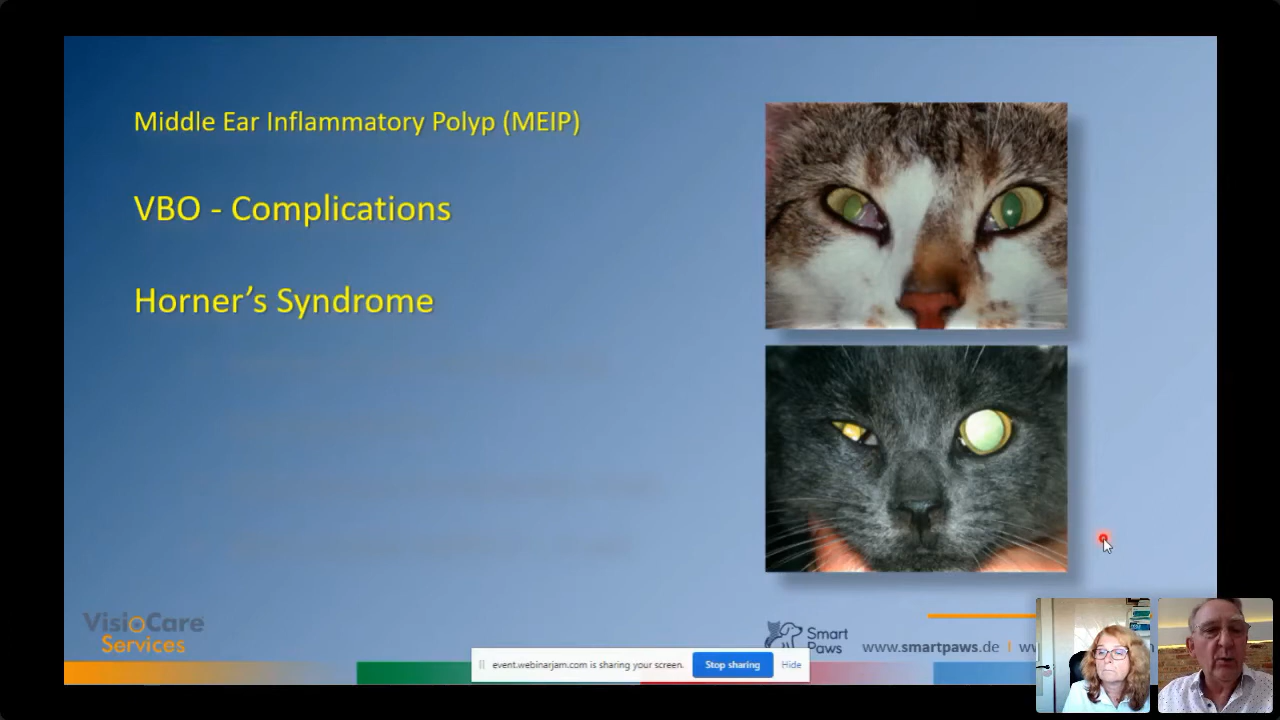 Middle Ear Inflammatory Polyp (MEIP)
VBO - Complications
Horner's Syndrome
VisioCare
Services
Smart
Paws
www.smartpaws.de
event.webinarjam.com is sharing your screen.
Stop sharing
Hide